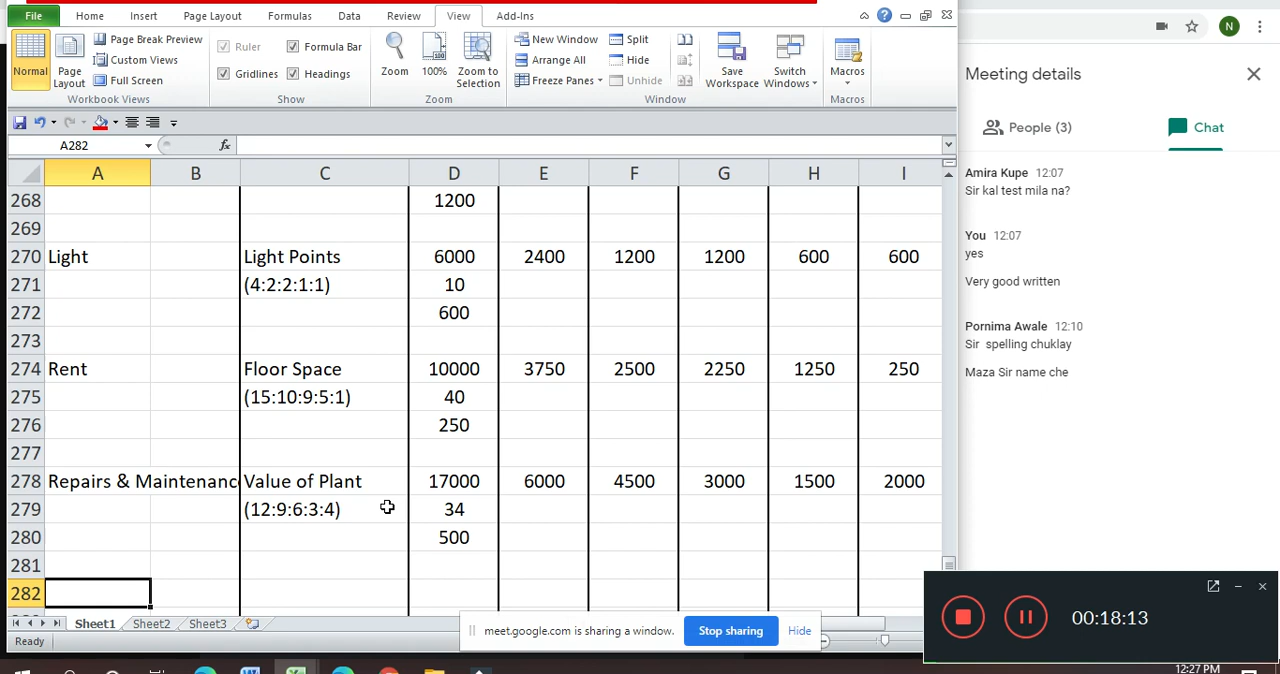 File Home Insert Page Layout Formulas Data Review View Add-Ins
Normal
Page Layout
Page Break Preview
Custom Views
Full Screen
Workbook Views
Ruler
Formula Bar
Gridlines
Headings
Show
Zoom
100%
Zoom to Selection
Zoom
New Window
Arrange All
Freeze Panes
Split
Hide
Unhide
Save Workspace
Switch Windows
Window
Macros
Macros
A282
fx
A B C D E F G H I
268 1200
269
270 Light Light Points 6000 2400 1200 1200 600 600
271 (4:2:2:1:1) 10
272 600
273
274 Rent Floor Space 10000 3750 2500 2250 1250 250
275 (15:10:9:5:1) 40
276 250
277
278 Repairs & Maintenance Value of Plant 17000 6000 4500 3000 1500 2000
279 (12:9:6:3:4) 34
280 500
281
282
Sheet1 Sheet2 Sheet3
Ready
meet.google.com is sharing a window. Stop sharing Hide
N
Meeting details
People (3) Chat
Amira Kupe 12:07
Sir kal test mila na?
You 12:07
yes
Very good written
Pornima Awale 12:10
Sir spelling chuklay
Maza Sir name che
00:18:13
12:27 PM